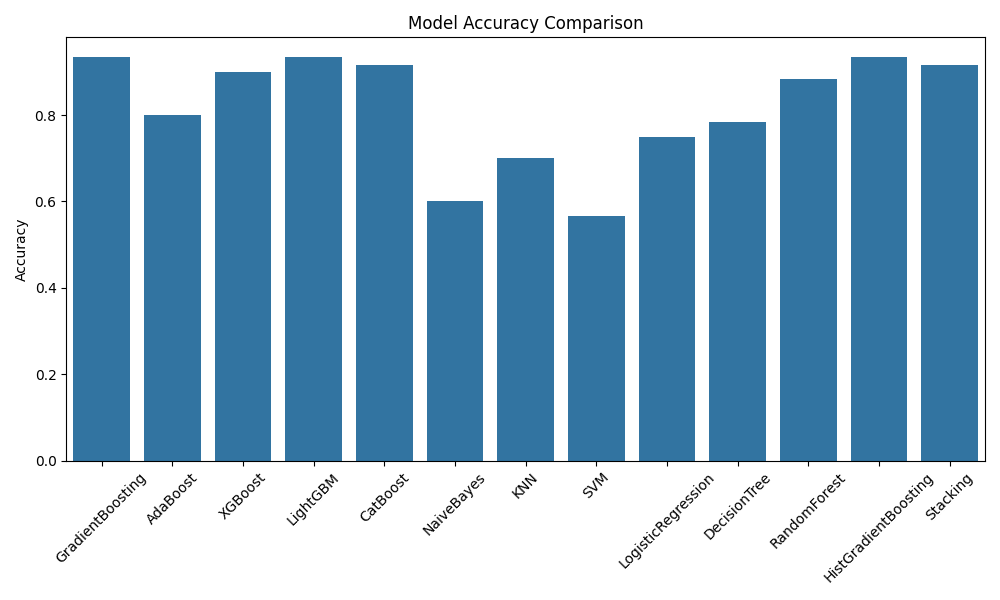 Model Accuracy Comparison
Accuracy
0.8
0.6
0.4
0.2
0.0
GradientBoosting
AdaBoost
XGBoost
LightGBM
CatBoost
NaiveBayes
KNN
SVM
LogisticRegression
DecisionTree
RandomForest
HistGradientBoosting
Stacking